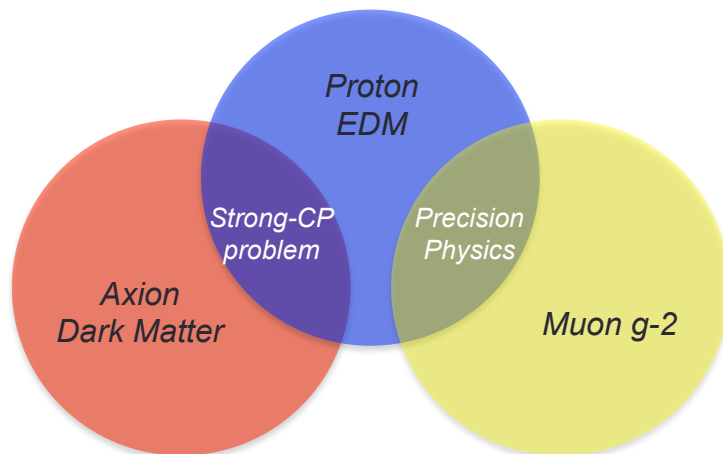 Proton
EDM
Strong-CP
problem
Precision
Physics
Axion
Dark Matter
Muon g-2